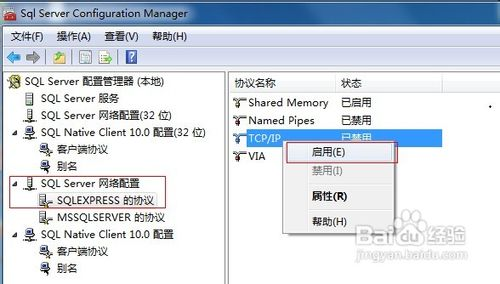 Sql Server Configuration Manager
文件(F) 操作(A) 查看(V) 帮助(H)
SQL Server 配置管理器 (本地)
SQL Server 服务
SQL Server 网络配置(32 位)
SQL Native Client 10.0 配置(32 位)
客户端协议
别名
SQL Server 网络配置
SQLEXPRESS 的协议
MSSQLSERVER 的协议
SQL Native Client 10.0 配置
客户端协议
别名
协议名称 状态
Shared Memory 已启用
Named Pipes 已禁用
TCP/IP 已禁用
VIA
启用(E)
禁用(I)
属性(R)
帮助(H)
Baidu 经验
jingyan.baidu.com